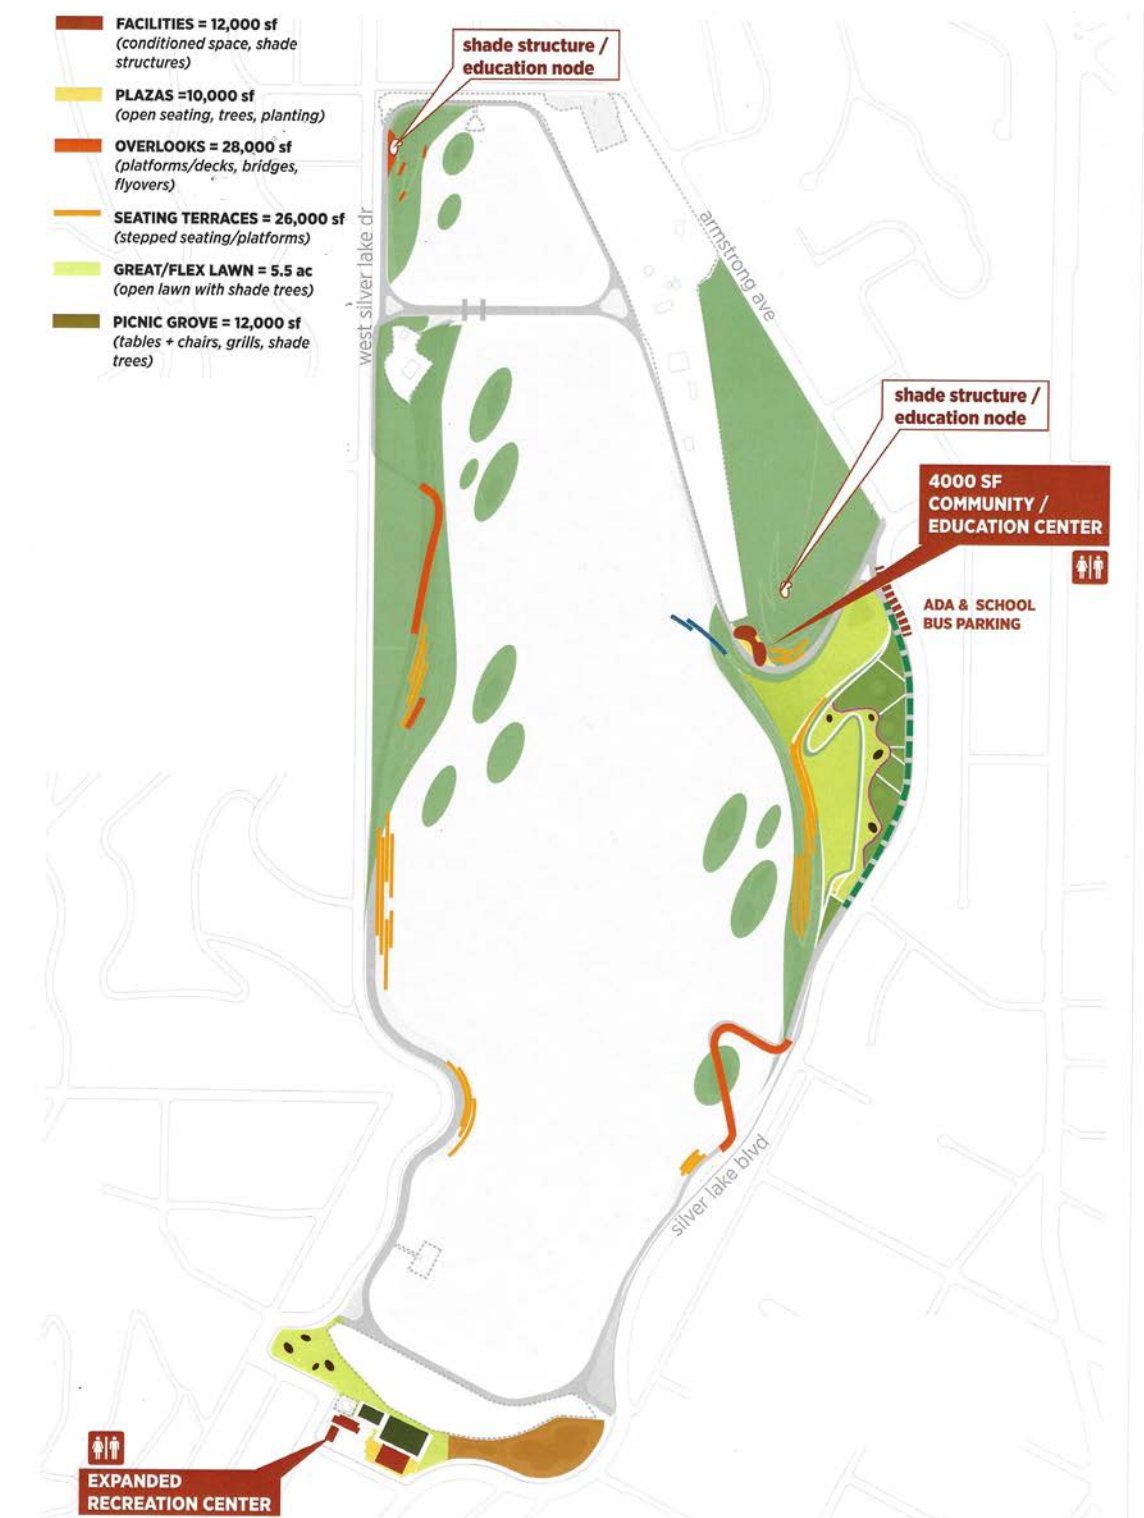 FACILITIES = 12,000 sf
(conditioned space, shade
structures)
PLAZAS =10,000 sf
(open seating, trees, planting)
OVERLOOKS = 28,000 sf
(platforms/decks, bridges,
flyovers)
SEATING TERRACES = 26,000 sf
(stepped seating/platforms)
GREAT/FLEX LAWN = 5.5 ac
(open lawn with shade trees)
PICNIC GROVE = 12,000 sf
(tables + chairs, grills, shade
trees)
shade structure /
education node
west silver lake dr
armstrong ave
shade structure /
education node
4000 SF
COMMUNITY /
EDUCATION CENTER
ADA & SCHOOL
BUS PARKING
silver lake blvd
EXPANDED
RECREATION CENTER